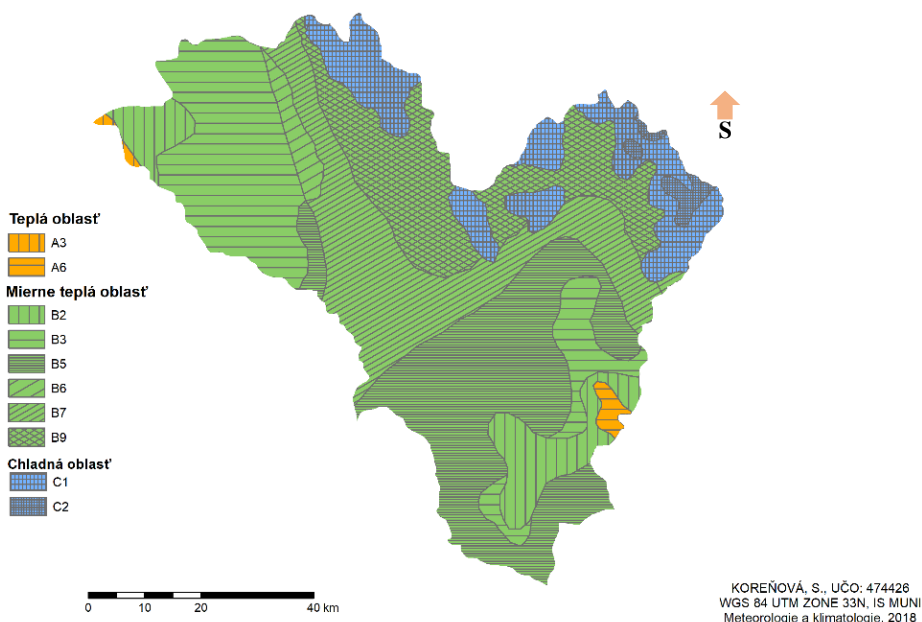 S
Teplá oblasť
A3
A6
Mierne teplá oblasť
B2
B3
B5
B6
B7
B9
Chladná oblasť
C1
C2
0 10 20 40 km
KOREŇOVÁ, S., UČO: 474426
WGS 84 UTM ZONE 33N, IS MUNI
Meteorologie a klimatologie, 2018